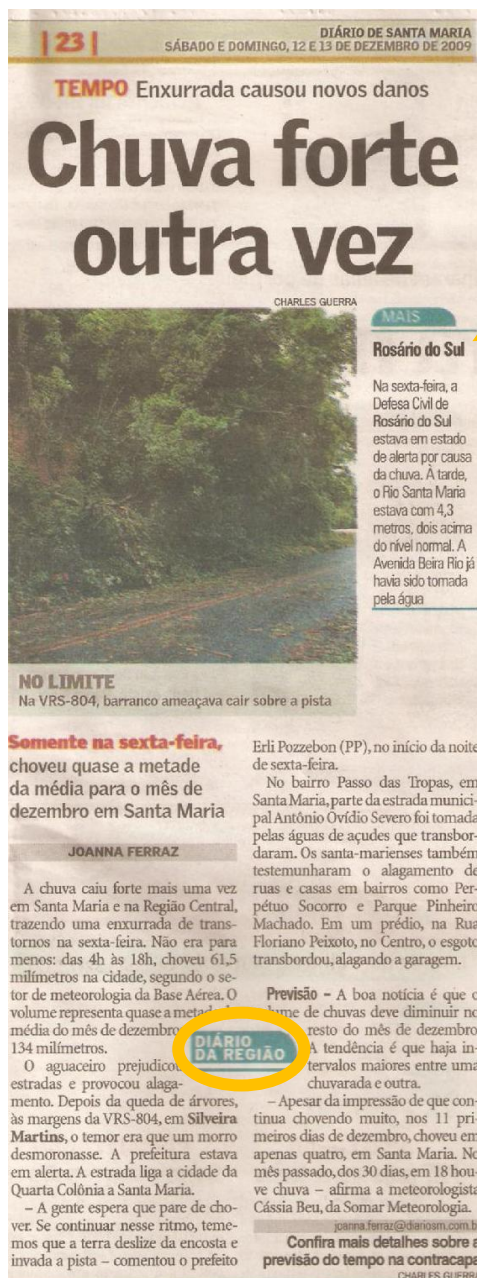 | 23 |
DIÁRIO DE SANTA MARIA
SÁBADO E DOMINGO, 12 E 13 DE DEZEMBRO DE 2009
TEMPO Enxurrada causou novos danos
Chuva forte
outra vez
CHARLES GUERRA
MAIS
Rosário do Sul
Na sexta-feira, a
Defesa Civil de
Rosário do Sul
estava em estado
de alerta por causa
da chuva. À tarde,
o Rio Santa Maria
estava com 4,3
metros, dois acima
do nível normal. A
Avenida Beira Rio já
havia sido tomada
pela água
NO LIMITE
Na VRS-804, barranco ameaçava cair sobre a pista
Somente na sexta-feira,
choveu quase a metade
da média para o mês de
dezembro em Santa Maria
JOANNA FERRAZ
A chuva caiu forte mais uma vez
em Santa Maria e na Região Central,
trazendo uma enxurrada de trans-
tornos na sexta-feira. Não era para
menos: das 4h às 18h, choveu 61,5
milímetros na cidade, segundo o se-
tor de meteorologia da Base Aérea. O
volume representa quase a metade
média do mês de dezembro
134 milímetros.
O aguaceiro prejudicou
estradas e provocou alaga-
mento. Depois da queda de árvores,
às margens da VRS-804, em Silveira
Martins, o temor era que um morro
desmoronasse. A prefeitura estava
em alerta. A estrada liga a cidade da
Quarta Colônia a Santa Maria.
– A gente espera que pare de cho-
ver. Se continuar nesse ritmo, teme-
mos que a terra deslize da encosta e
invada a pista – comentou o prefeito
DIÁRIO
DA REGIÃO
Erli Pozzebon (PP), no início da noite
de sexta-feira.
No bairro Passo das Tropas, em
Santa Maria, parte da estrada munici-
pal Antônio Ovídio Severo foi tomada
pelas águas de açudes que transbor-
daram. Os santa-marienses também
testemunharam o alagamento de
ruas e casas em bairros como Per-
pétuo Socorro e Parque Pinheiro
Machado. Em um prédio, na Rua
Floriano Peixoto, no Centro, o esgoto
transbordou, alagando a garagem.
Previsão – A boa notícia é que o
lume de chuvas deve diminuir no
resto do mês de dezembro
A tendência é que haja in-
tervalos maiores entre uma
chuvarada e outra.
– Apesar da impressão de que con-
tinua chovendo muito, nos 11 pri-
meiros dias de dezembro, choveu em
apenas quatro, em Santa Maria. No
mês passado, dos 30 dias, em 18 hou-
ve chuva – afirma a meteorologista
Cássia Beu, da Somar Meteorologia.
joanna.ferraz@diariosm.com.b
Confira mais detalhes sobre a
previsão do tempo na contracapa
CHARLES GUERRA